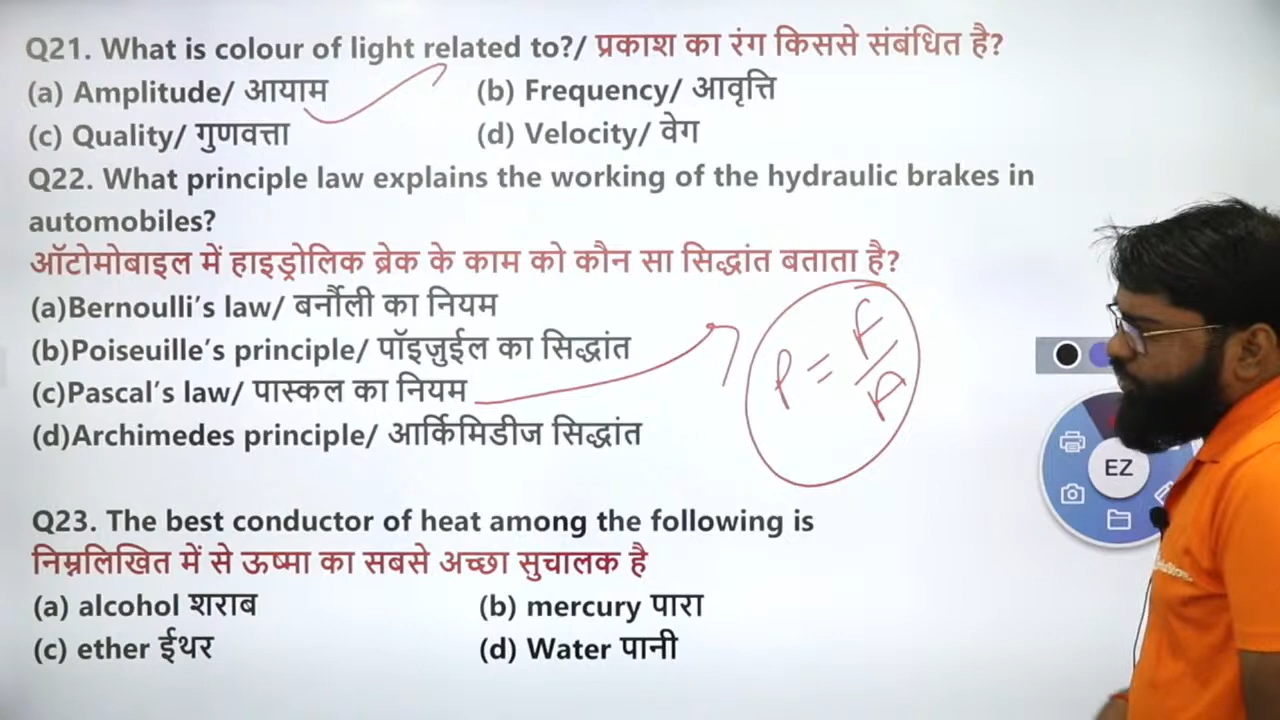 Q21. What is colour of light related to?/ प्रकाश का रंग किससे संबंधित है?
(a) Amplitude/ आयाम (b) Frequency/ आवृत्ति
(c) Quality/ गुणवत्ता (d) Velocity/ वेग
Q22. What principle law explains the working of the hydraulic brakes in
automobiles?
ऑटोमोबाइल में हाइड्रोलिक ब्रेक के काम को कौन सा सिद्धांत बताता है?
(a)Bernoulli's law/ बर्नौली का नियम
(b)Poiseuille's principle/ पॉइज़ुईल का सिद्धांत
(c)Pascal's law/ पास्कल का नियम
(d)Archimedes principle/ आर्किमिडीज सिद्धांत
P = F/A
EZ
Q23. The best conductor of heat among the following is
निम्नलिखित में से ऊष्मा का सबसे अच्छा सुचालक है
(a) alcohol शराब (b) mercury पारा
(c) ether ईथर (d) Water पानी